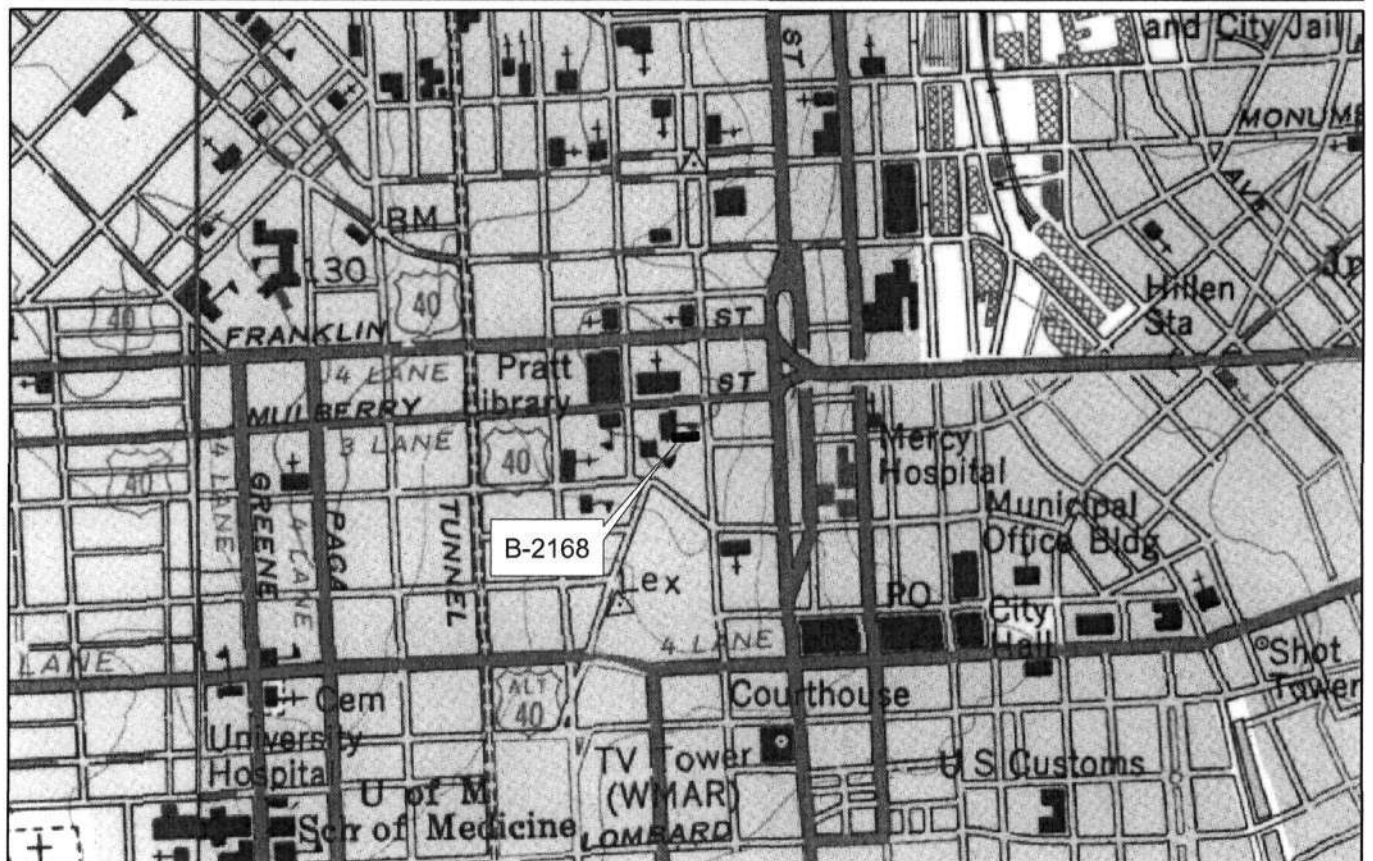 and City Jail
ST
MONUME
AVE
BM
130
40
40
Hillen
Sta
FRANKLIN
ST
4 LANE
Pratt
Library
ST
MULBERRY
3 LANE
40
40
4 LANE
GREENE
4 LANE
PACA
TUNNEL
Mercy
Hospital
Municipal
Office Bldg
B-2168
Lex
PO
City
Hall
LANE
4 LANE
Shot
Tower
Cem
ALT
40
Courthouse
University
Hospital
TV Tower
(WMAR)
U S Customs
U of M
Sch of Medicine
LOMBARD